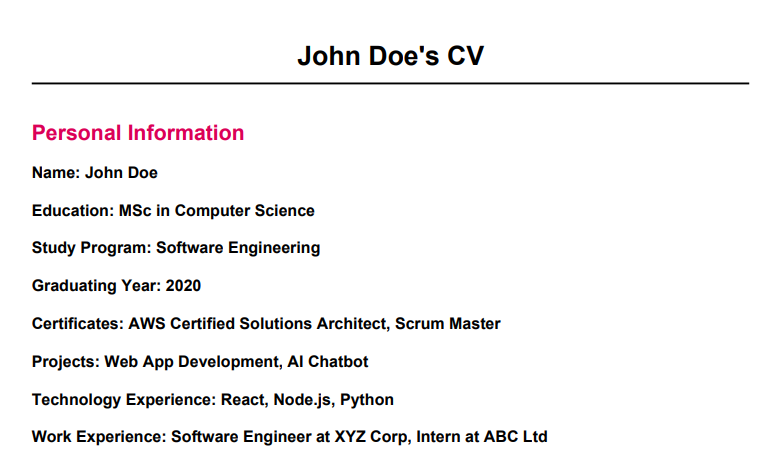 John Doe's CV
Personal Information
Name: John Doe
Education: MSc in Computer Science
Study Program: Software Engineering
Graduating Year: 2020
Certificates: AWS Certified Solutions Architect, Scrum Master
Projects: Web App Development, AI Chatbot
Technology Experience: React, Node.js, Python
Work Experience: Software Engineer at XYZ Corp, Intern at ABC Ltd